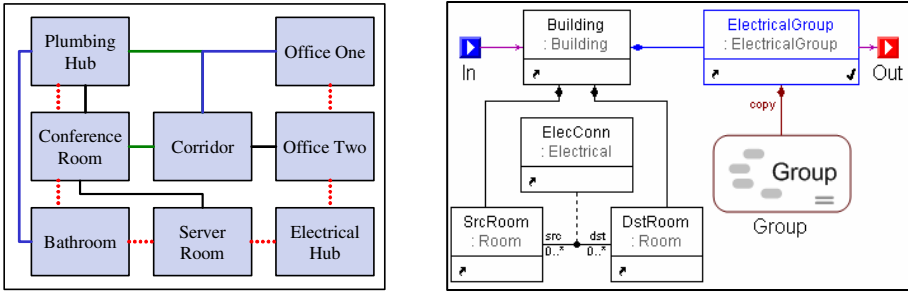 Plumbing
Hub
Office One
Conference
Room
Corridor
Office Two
Bathroom
Server
Room
Electrical
Hub
Building
: Building
ElectricalGroup
: ElectricalGroup
In
Out
copy
ElecConn
: Electrical
Group
Group
SrcRoom
: Room
src
0..*
dst
0..*
DstRoom
: Room